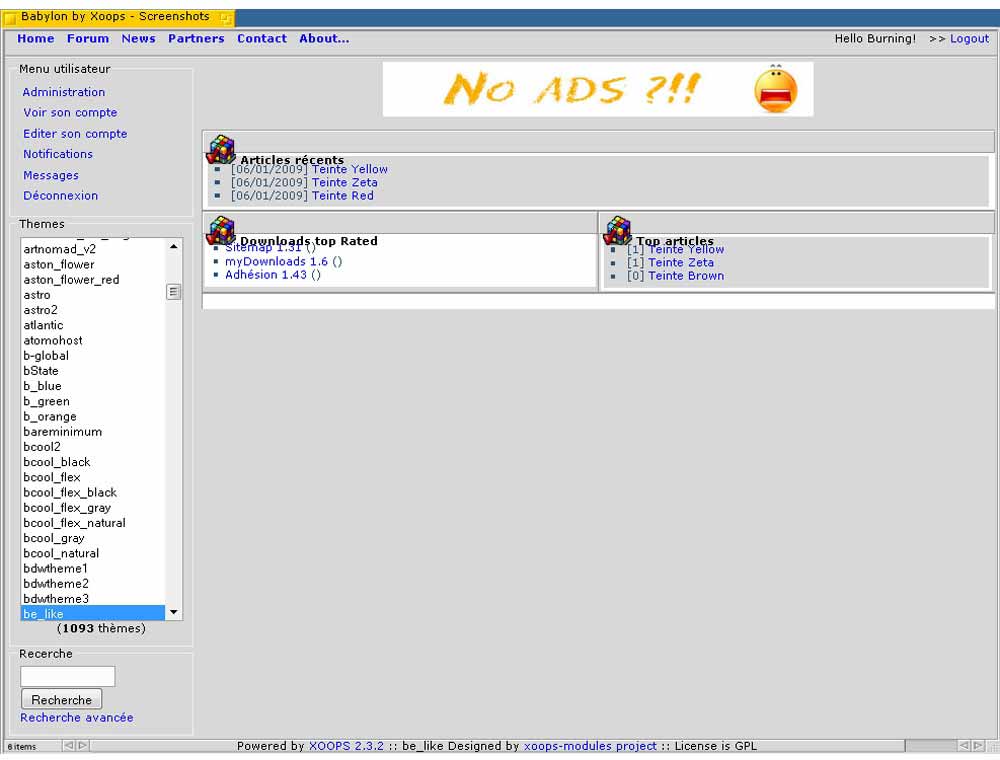 Babylon by Xoops - Screenshots
Home Forum News Partners Contact About...
Hello Burning! >> Logout
Menu utilisateur
Administration
Voir son compte
Editer son compte
Notifications
Messages
Déconnexion
No ADS ?!!
Articles récents
[06/01/2009] Teinte Yellow
[06/01/2009] Teinte Zeta
[06/01/2009] Teinte Red
Downloads top Rated
Sitemap 1.31 ()
myDownloads 1.6 ()
Adhésion 1.43 ()
Top articles
[1] Teinte Yellow
[1] Teinte Zeta
[0] Teinte Brown
Themes
artnomad_v2
aston_flower
aston_flower_red
astro
astro2
atlantic
atomohost
b-global
bState
b_blue
b_green
b_orange
bareminimum
bcool2
bcool_black
bcool_flex
bcool_flex_black
bcool_flex_gray
bcool_flex_natural
bcool_gray
bcool_natural
bdwtheme1
bdwtheme2
bdwtheme3
be_like
(1093 thèmes)
Recerche
Recherche
Recherche avancée
6 items
Powered by XOOPS 2.3.2 :: be_like Designed by xoops-modules project :: License is GPL